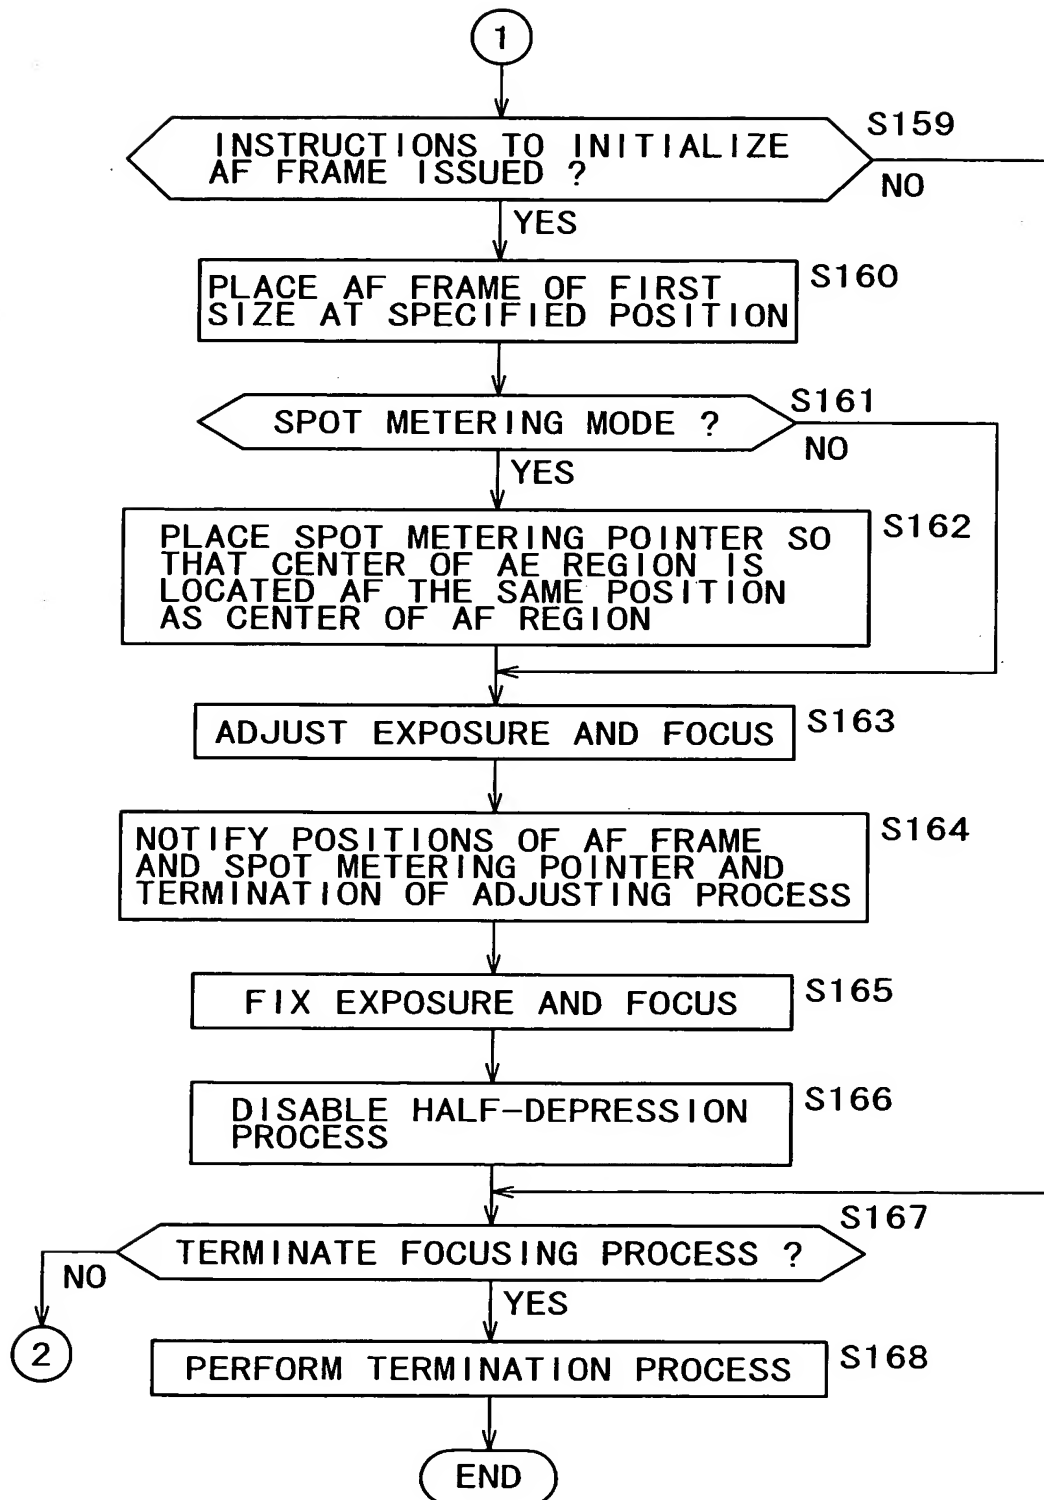 1
INSTRUCTIONS TO INITIALIZE
AF FRAME ISSUED ?
S159
NO
YES
PLACE AF FRAME OF FIRST
SIZE AT SPECIFIED POSITION
S160
SPOT METERING MODE ?
S161
NO
YES
PLACE SPOT METERING POINTER SO
THAT CENTER OF AE REGION IS
LOCATED AF THE SAME POSITION
AS CENTER OF AF REGION
S162
ADJUST EXPOSURE AND FOCUS
S163
NOTIFY POSITIONS OF AF FRAME
AND SPOT METERING POINTER AND
TERMINATION OF ADJUSTING PROCESS
S164
FIX EXPOSURE AND FOCUS
S165
DISABLE HALF-DEPRESSION
PROCESS
S166
TERMINATE FOCUSING PROCESS ?
S167
NO
YES
2
PERFORM TERMINATION PROCESS
S168
END